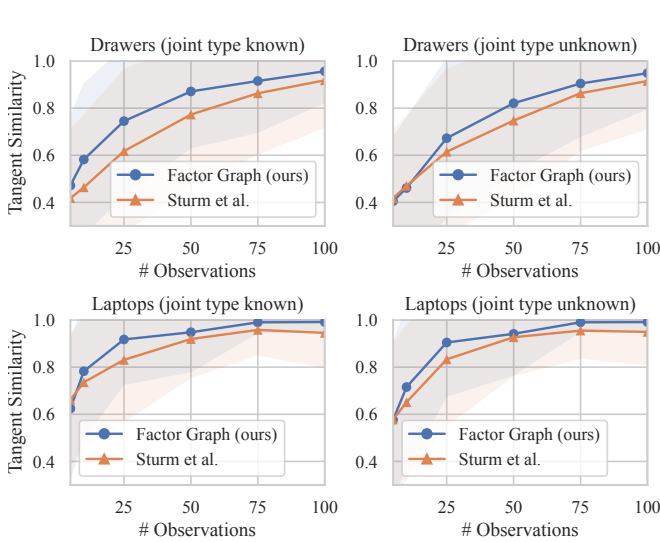 Drawers (joint type known)
Tangent Similarity
1.0
0.8
0.6
0.4
Factor Graph (ours)
Sturm et al.
25 50 75 100
# Observations
Drawers (joint type unknown)
1.0
0.8
0.6
0.4
Factor Graph (ours)
Sturm et al.
25 50 75 100
# Observations
Laptops (joint type known)
Tangent Similarity
1.0
0.8
0.6
0.4
Factor Graph (ours)
Sturm et al.
25 50 75 100
# Observations
Laptops (joint type unknown)
1.0
0.8
0.6
0.4
Factor Graph (ours)
Sturm et al.
25 50 75 100
# Observations